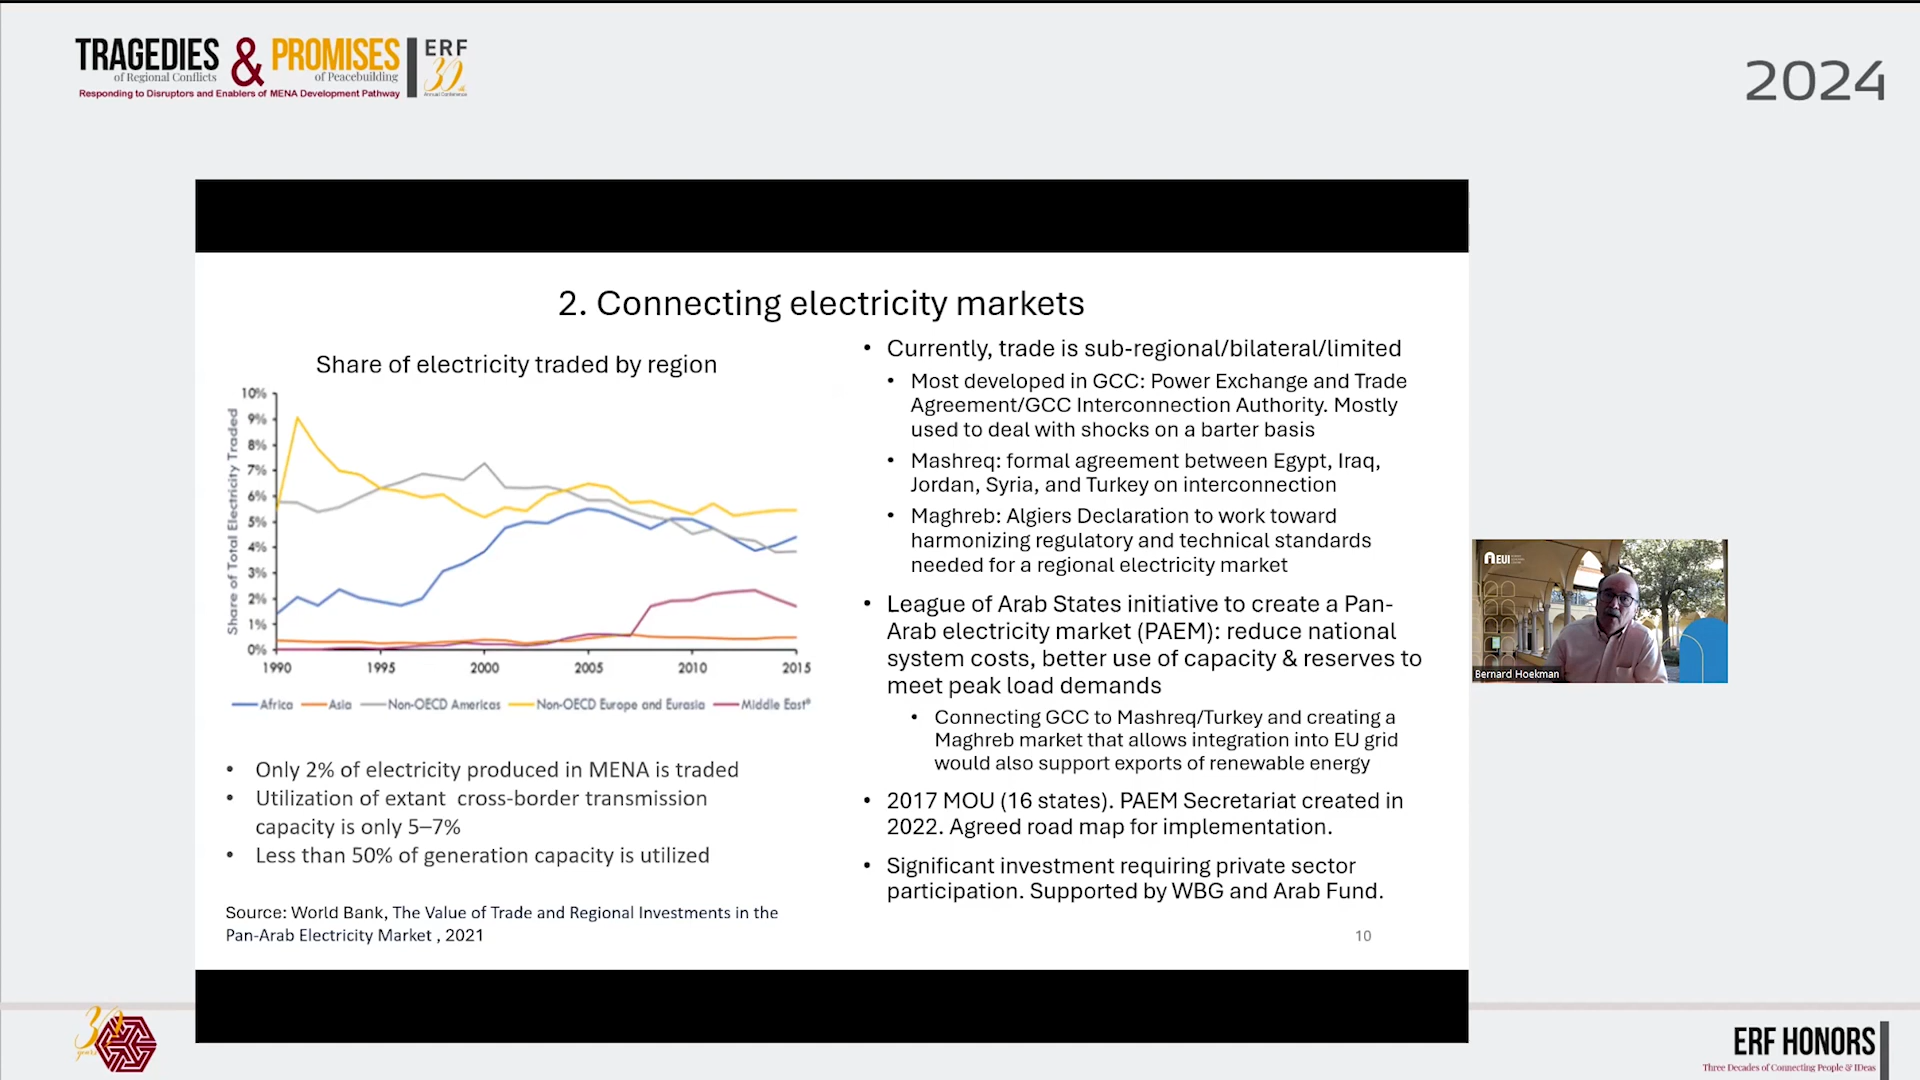 TRAGEDIES & PROMISES
of Regional Conflicts of Peacebuilding
Responding to Disruptors and Enablers of MENA Development Pathway
ERF
30th
Annual Conference
2024
2. Connecting electricity markets
Share of electricity traded by region
Share of Total Electricity Traded
10%
9%
8%
7%
6%
5%
4%
3%
2%
1%
0%
1990 1995 2000 2005 2010 2015
Africa Asia Non-OECD Americas Non-OECD Europe and Eurasia Middle East*
• Only 2% of electricity produced in MENA is traded
• Utilization of extant cross-border transmission
capacity is only 5–7%
• Less than 50% of generation capacity is utilized
Source: World Bank, The Value of Trade and Regional Investments in the
Pan-Arab Electricity Market , 2021
• Currently, trade is sub-regional/bilateral/limited
• Most developed in GCC: Power Exchange and Trade
Agreement/GCC Interconnection Authority. Mostly
used to deal with shocks on a barter basis
• Mashreq: formal agreement between Egypt, Iraq,
Jordan, Syria, and Turkey on interconnection
• Maghreb: Algiers Declaration to work toward
harmonizing regulatory and technical standards
needed for a regional electricity market
• League of Arab States initiative to create a Pan-
Arab electricity market (PAEM): reduce national
system costs, better use of capacity & reserves to
meet peak load demands
• Connecting GCC to Mashreq/Turkey and creating a
Maghreb market that allows integration into EU grid
would also support exports of renewable energy
• 2017 MOU (16 states). PAEM Secretariat created in
2022. Agreed road map for implementation.
• Significant investment requiring private sector
participation. Supported by WBG and Arab Fund.
10
EUI
Bernard Hoekman
30
years
ERF HONORS
Three Decades of Connecting People & IDeas